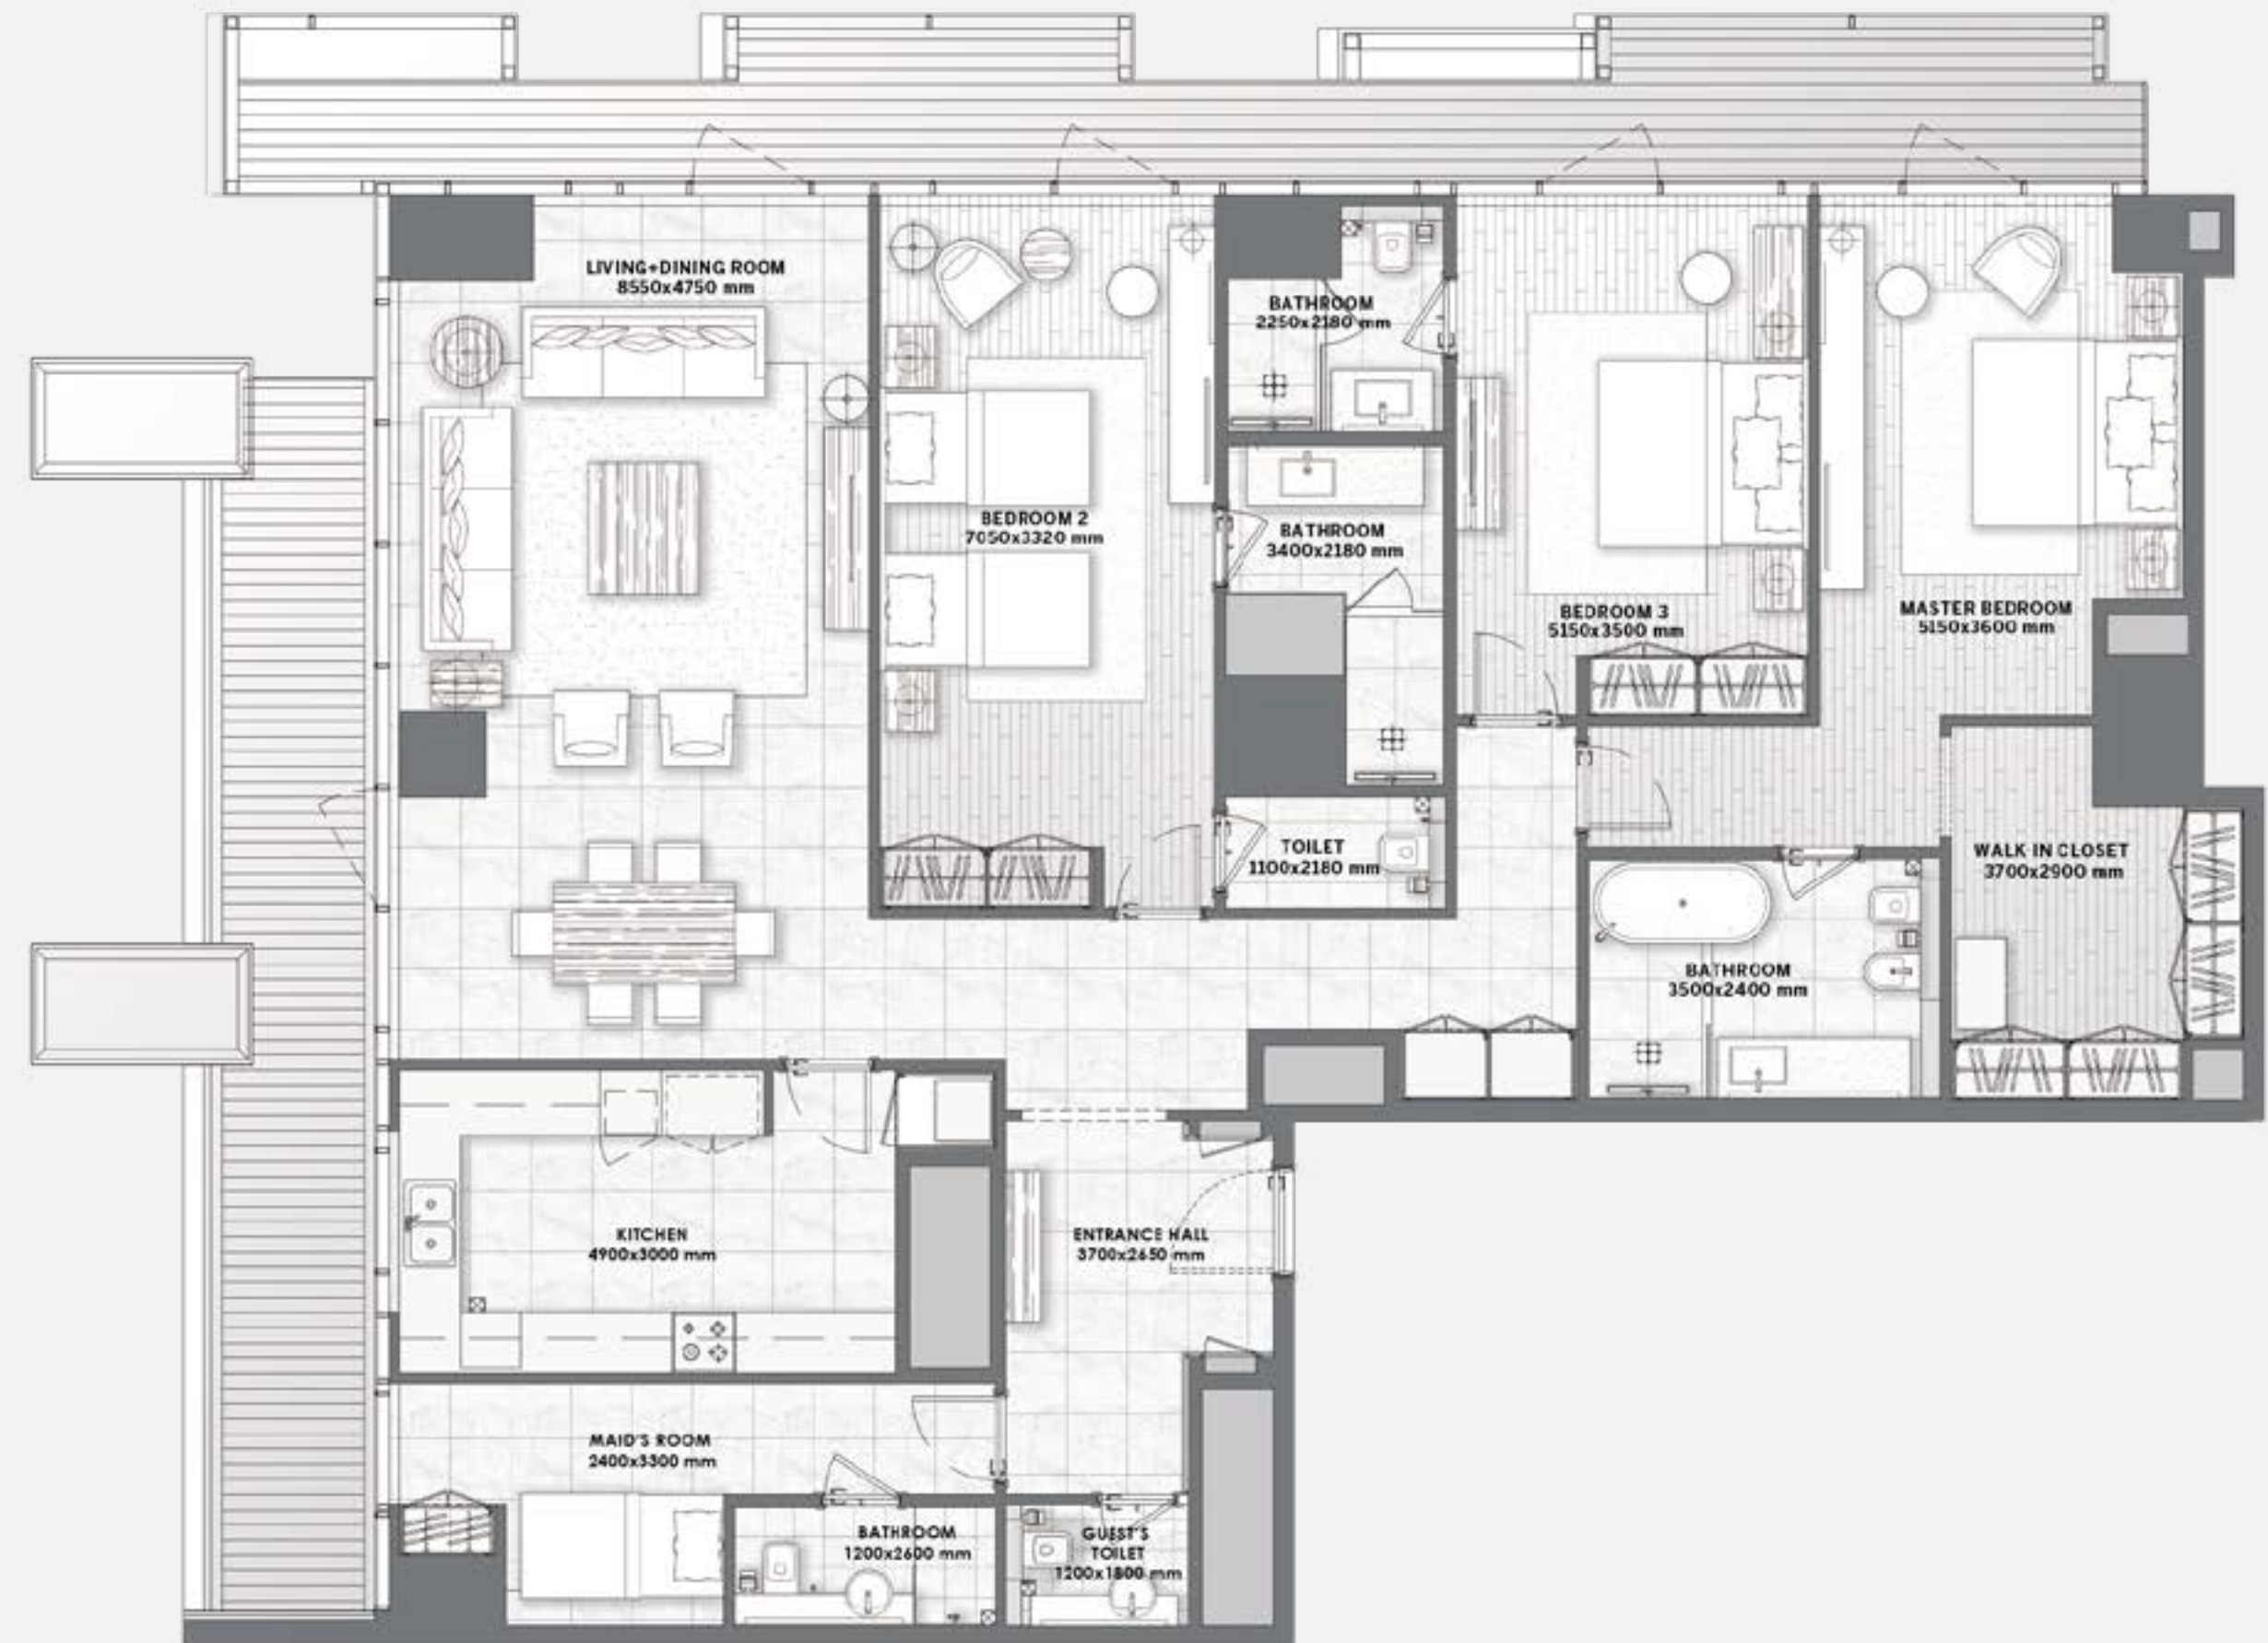 LIVING+DINING ROOM
8550x4750 mm
BATHROOM
2250x2180 mm
BEDROOM 2
7050x3320 mm
BATHROOM
3400x2180 mm
BEDROOM 3
5150x3500 mm
MASTER BEDROOM
5150x3600 mm
TOILET
1100x2180 mm
WALK IN CLOSET
3700x2900 mm
BATHROOM
3500x2400 mm
KITCHEN
4900x3000 mm
ENTRANCE HALL
3700x2650 mm
MAID'S ROOM
2400x3300 mm
BATHROOM
1200x2600 mm
GUEST'S
TOILET
1200x1800 mm